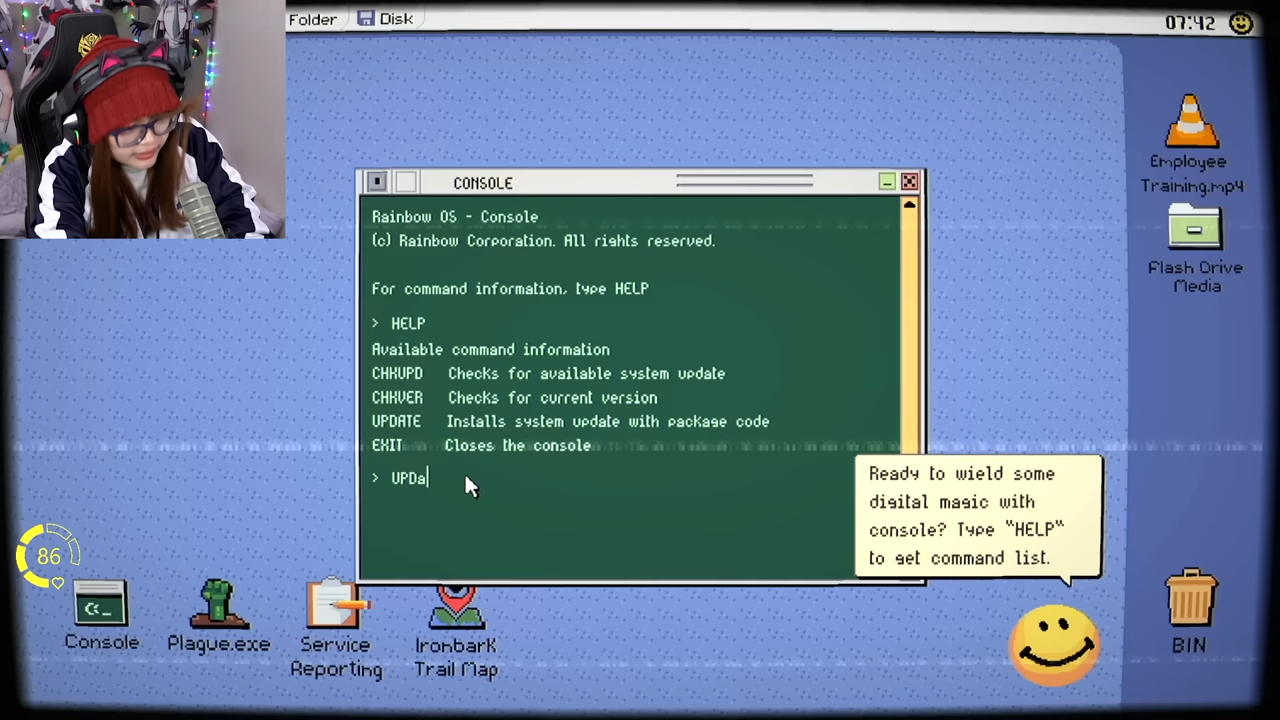 Folder
Disk
07:42
Employee
Training.mp4
Flash Drive
Media
CONSOLE
Rainbow OS - Console
(c) Rainbow Corporation. All rights reserved.
For command information, type HELP
> HELP
Available command information
CHKUPD Checks for available system update
CHKVER Checks for current version
UPDATE Installs system update with package code
EXIT Closes the console
> UPDa
Ready to wield some
digital magic with
console? Type "HELP"
to get command list.
86
Console
Plague.exe
Service
Reporting
Ironbark
Trail Map
BIN